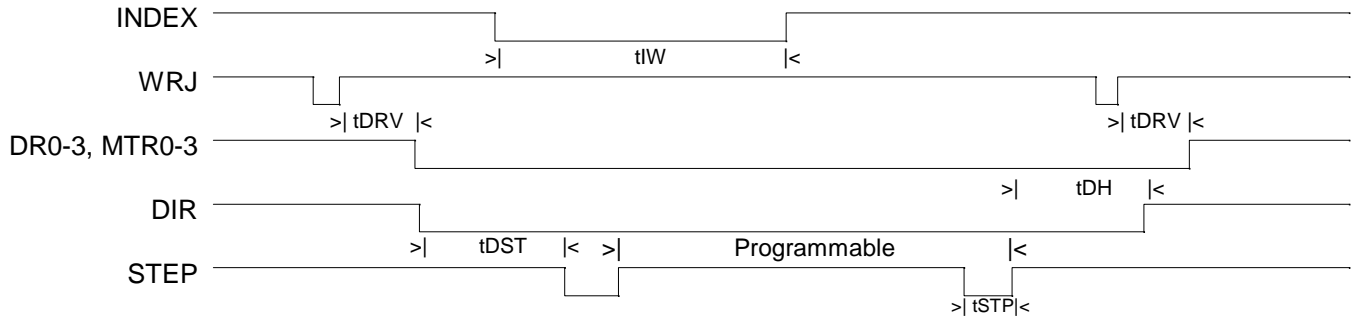 INDEX
>| tIW |<
WRJ
>| tDRV |< >| tDRV |<
DR0-3, MTR0-3
>| tDH |<
DIR
>| tDST |< >| Programmable |<
STEP
>| tSTP |<